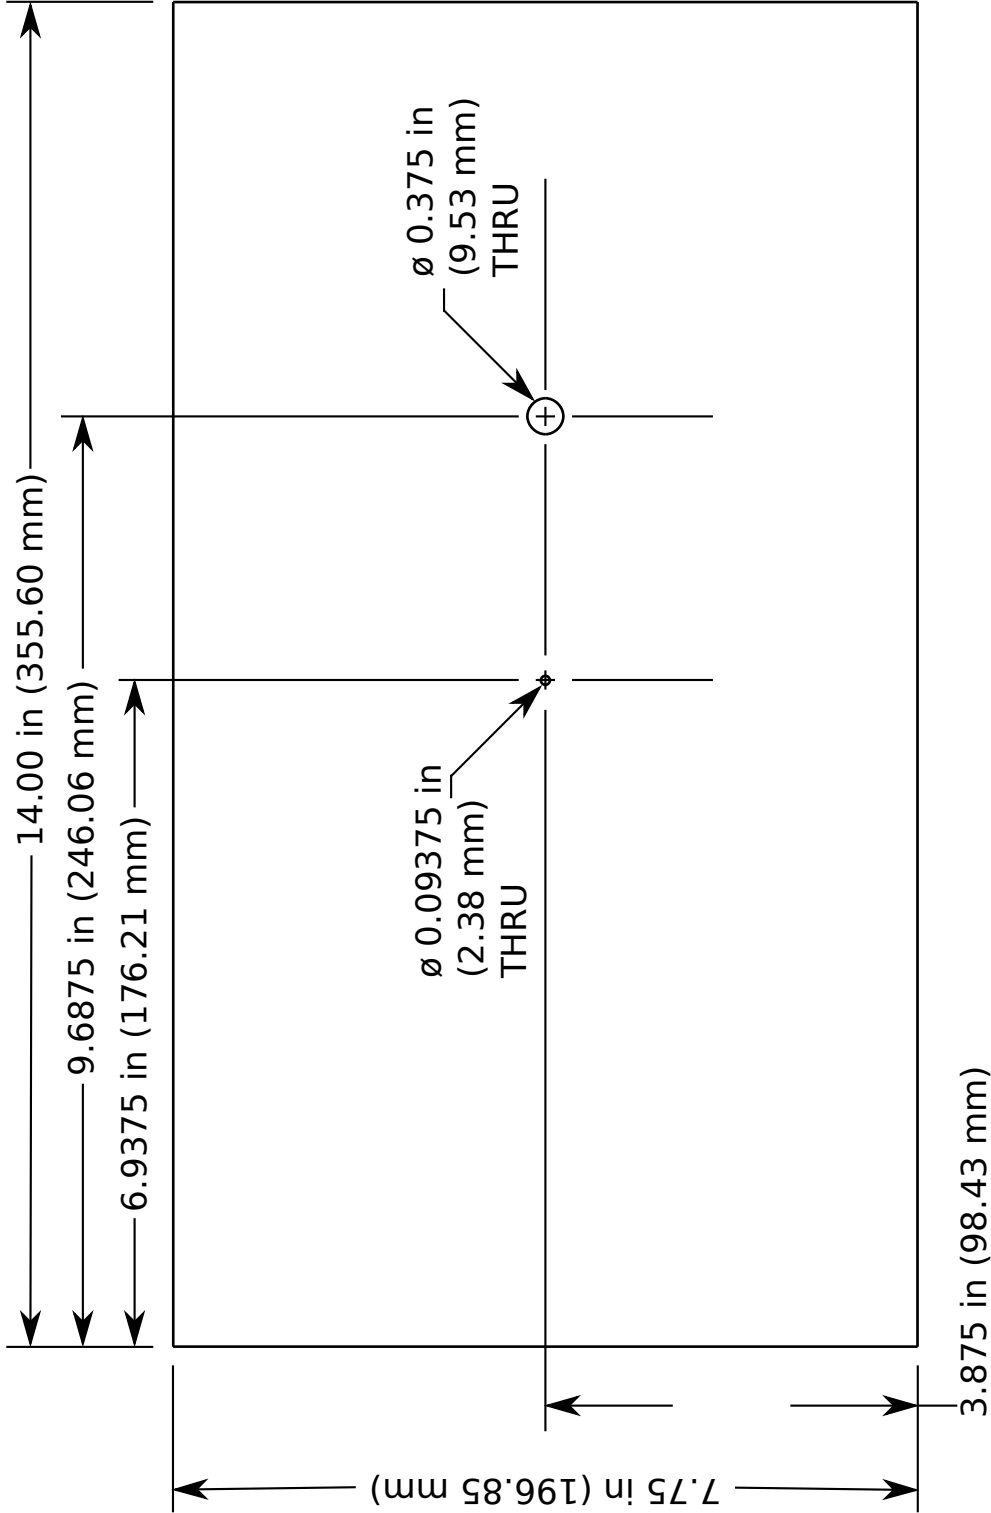 14.00 in (355.60 mm)
9.6875 in (246.06 mm)
6.9375 in (176.21 mm)
ø 0.375 in
(9.53 mm)
THRU
ø 0.09375 in
(2.38 mm)
THRU
3.875 in (98.43 mm)
7.75 in (196.85 mm)